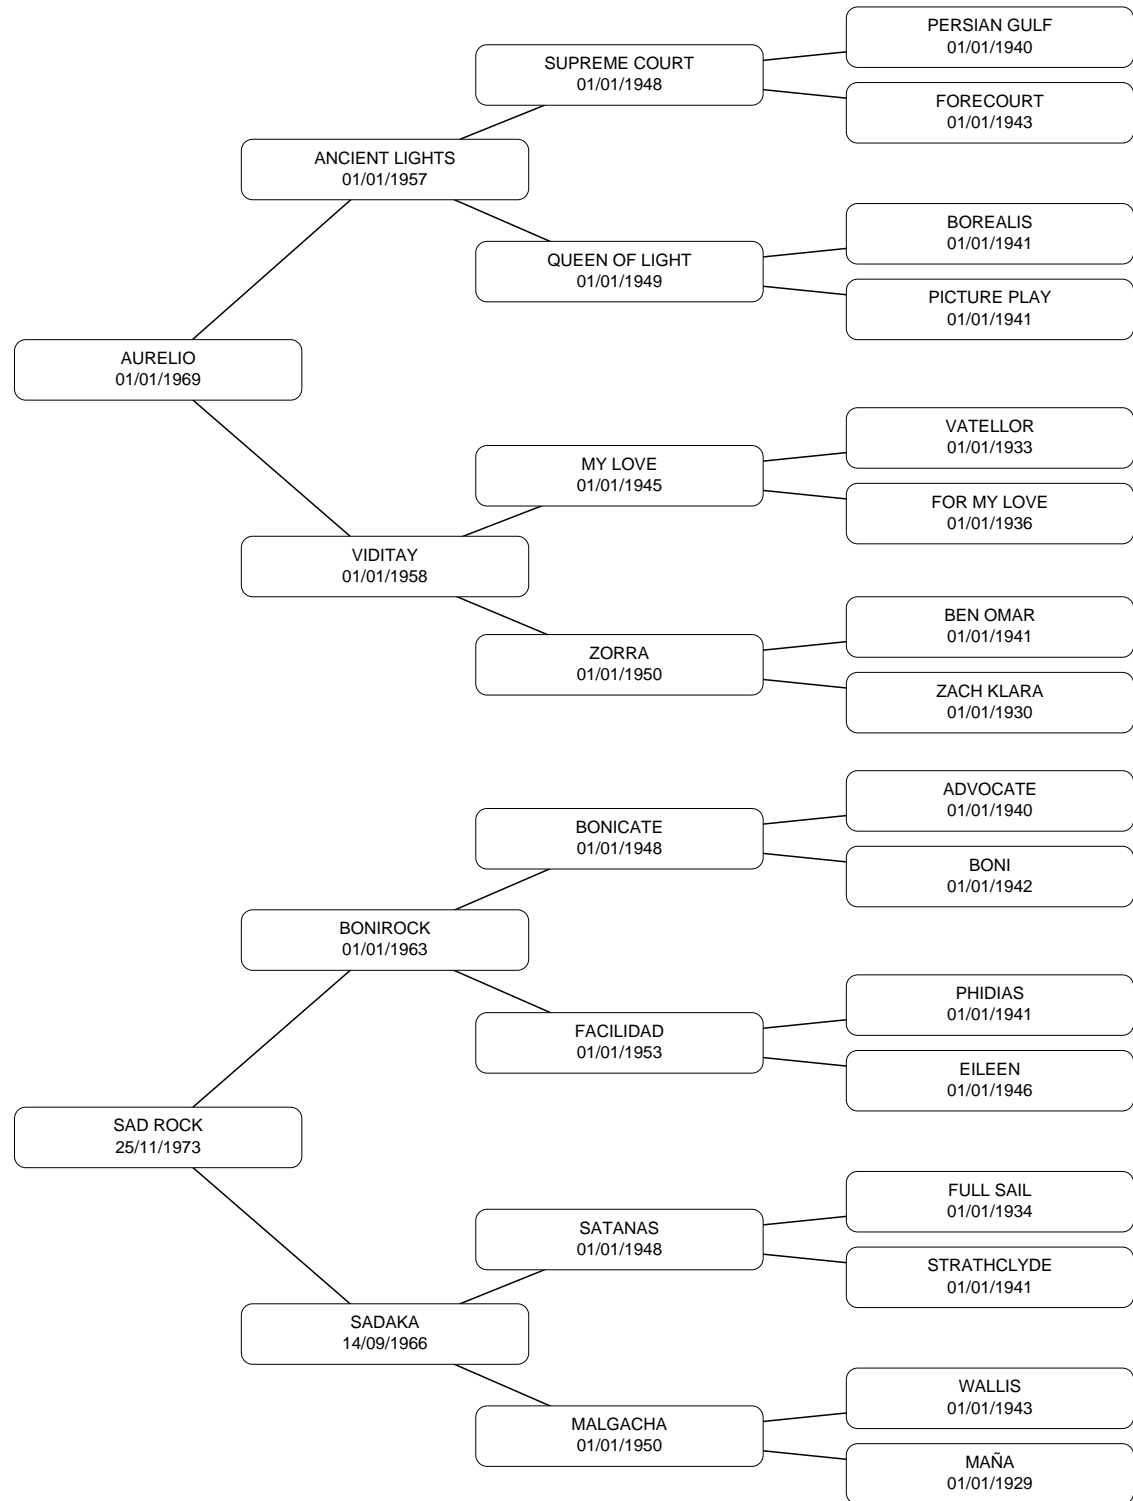 PERSIAN GULF
01/01/1940
SUPREME COURT
01/01/1948
FORECOURT
01/01/1943
ANCIENT LIGHTS
01/01/1957
BOREALIS
01/01/1941
QUEEN OF LIGHT
01/01/1949
PICTURE PLAY
01/01/1941
AURELIO
01/01/1969
VATELLOR
01/01/1933
MY LOVE
01/01/1945
FOR MY LOVE
01/01/1936
VIDITAY
01/01/1958
BEN OMAR
01/01/1941
ZORRA
01/01/1950
ZACH KLARA
01/01/1930
ADVOCATE
01/01/1940
BONICATE
01/01/1948
BONI
01/01/1942
BONIROCK
01/01/1963
PHIDIAS
01/01/1941
FACILIDAD
01/01/1953
EILEEN
01/01/1946
SAD ROCK
25/11/1973
FULL SAIL
01/01/1934
SATANAS
01/01/1948
STRATHCLYDE
01/01/1941
SADAKA
14/09/1966
WALLIS
01/01/1943
MALGACHA
01/01/1950
MAÑA
01/01/1929